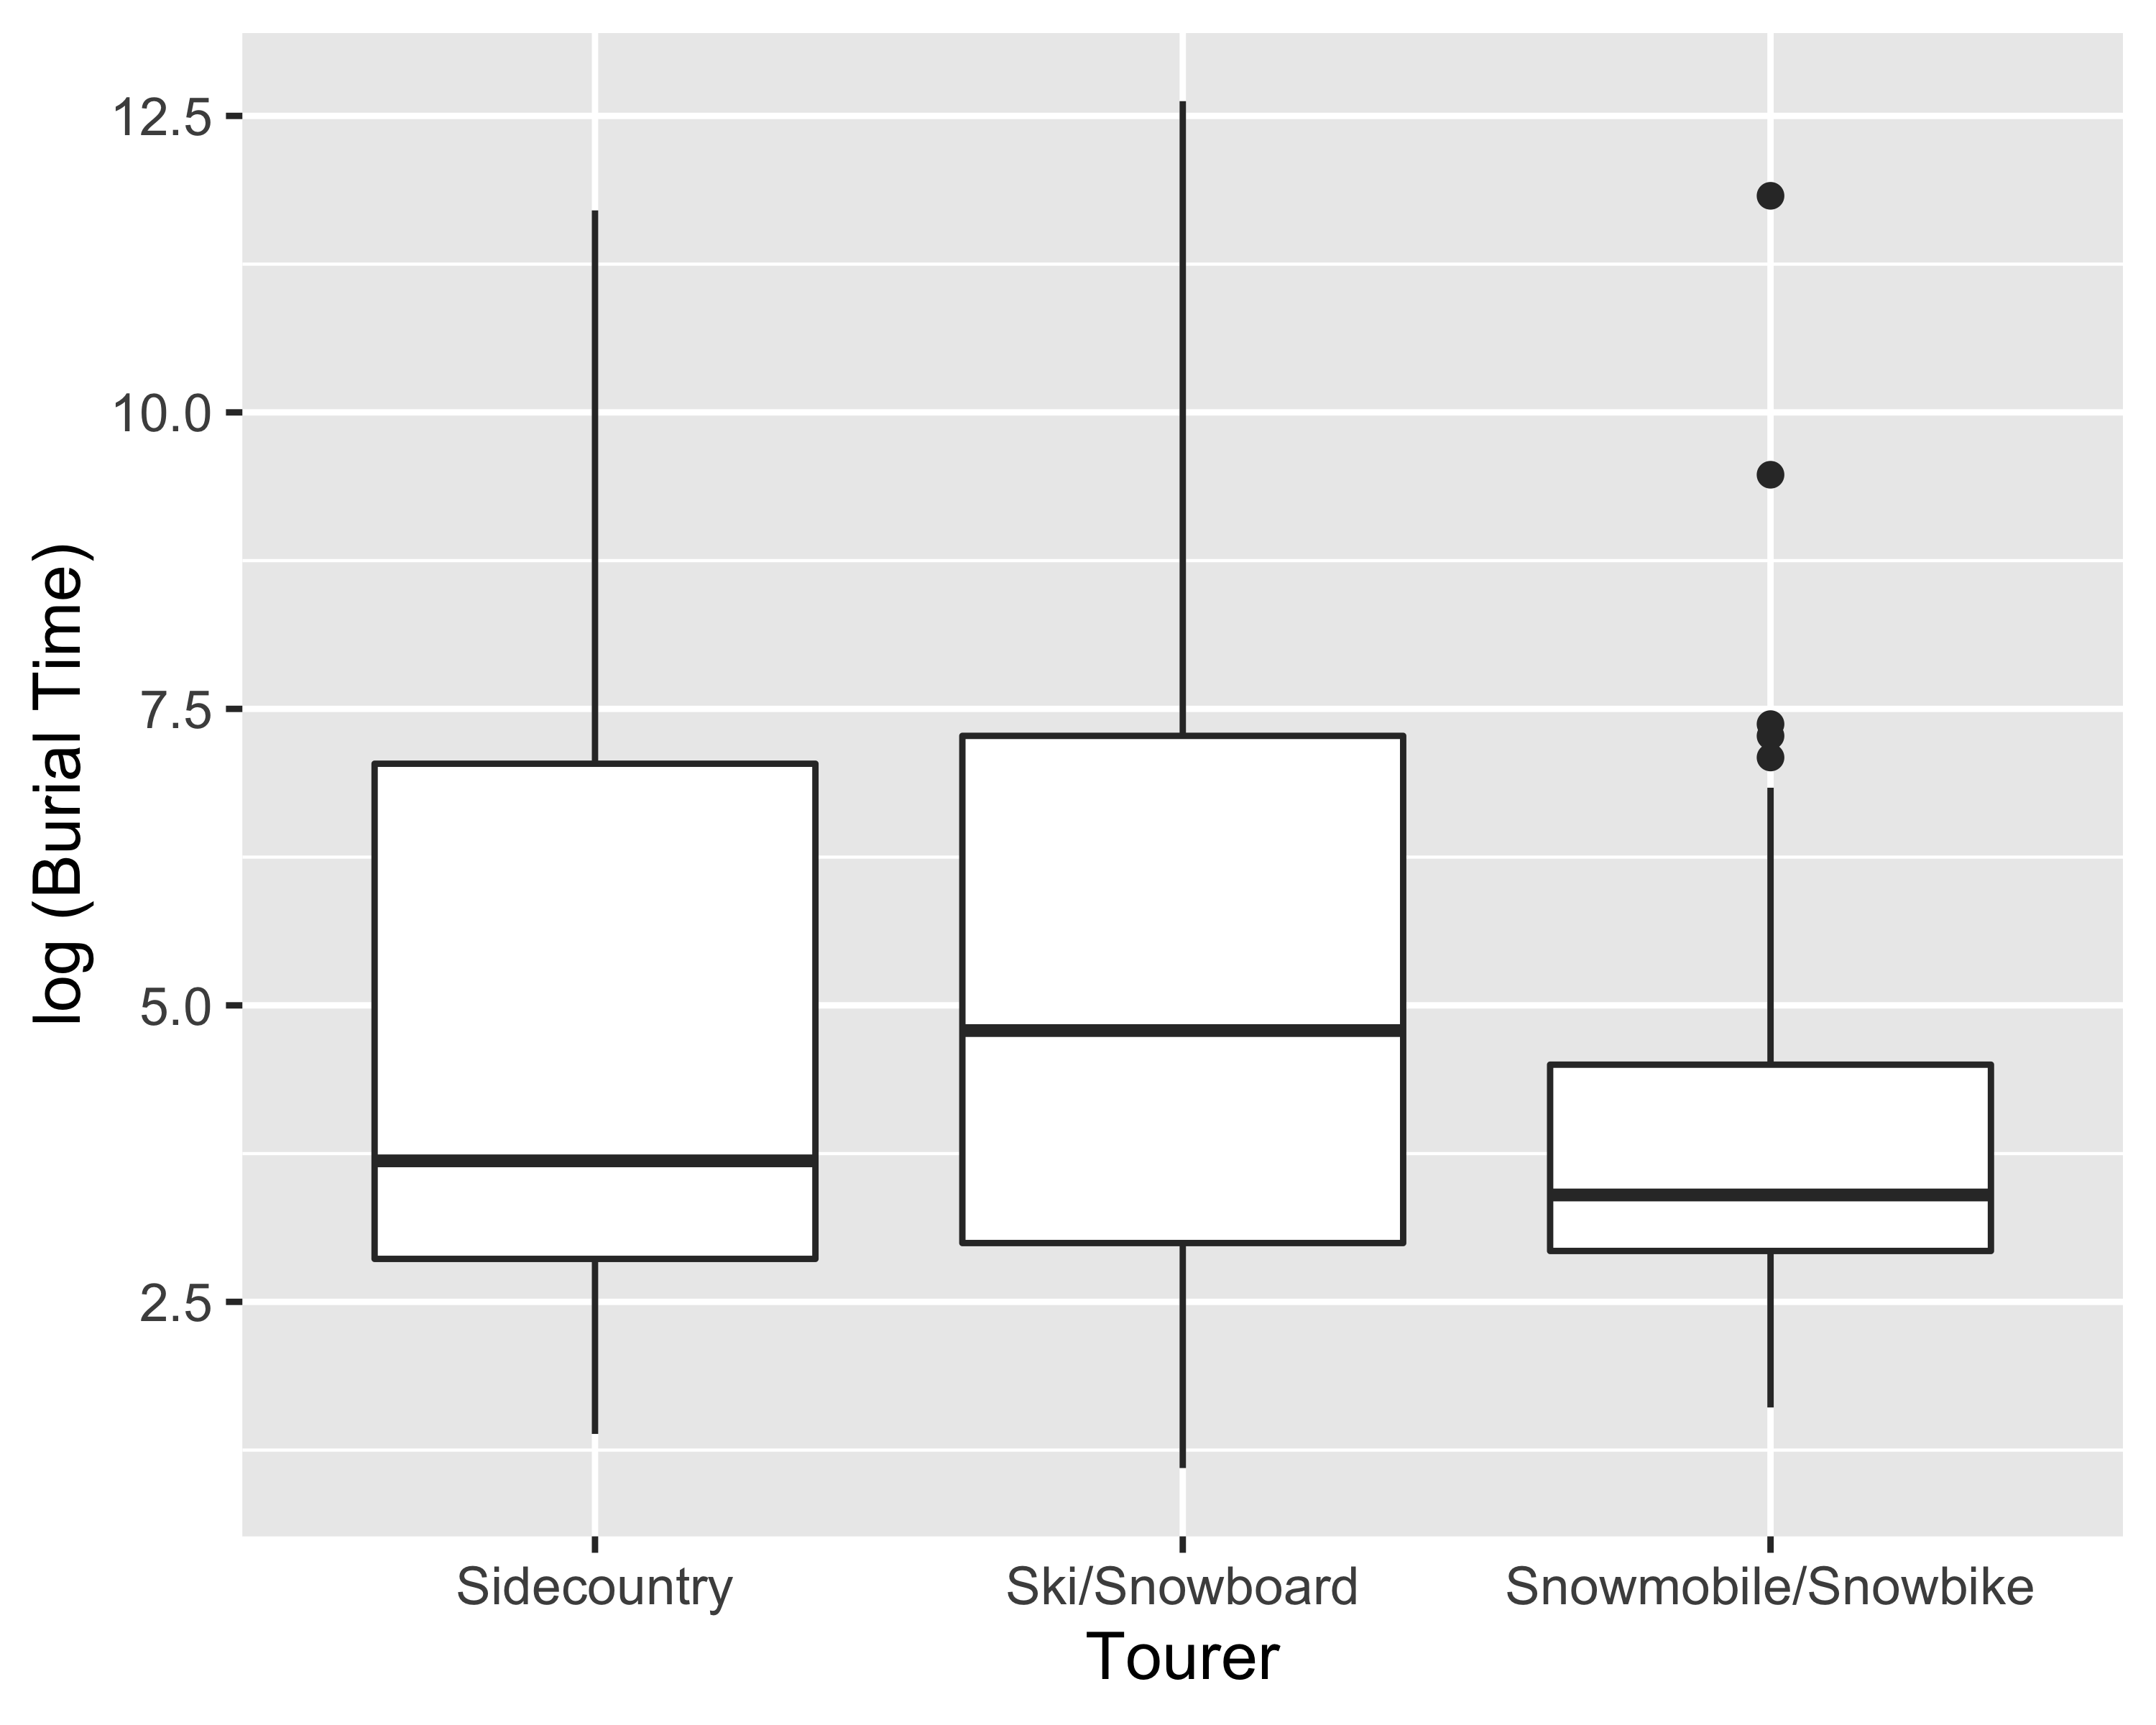 log (Burial Time)
12.5
10.0
7.5
5.0
2.5
Sidecountry
Ski/Snowboard
Snowmobile/Snowbike
Tourer